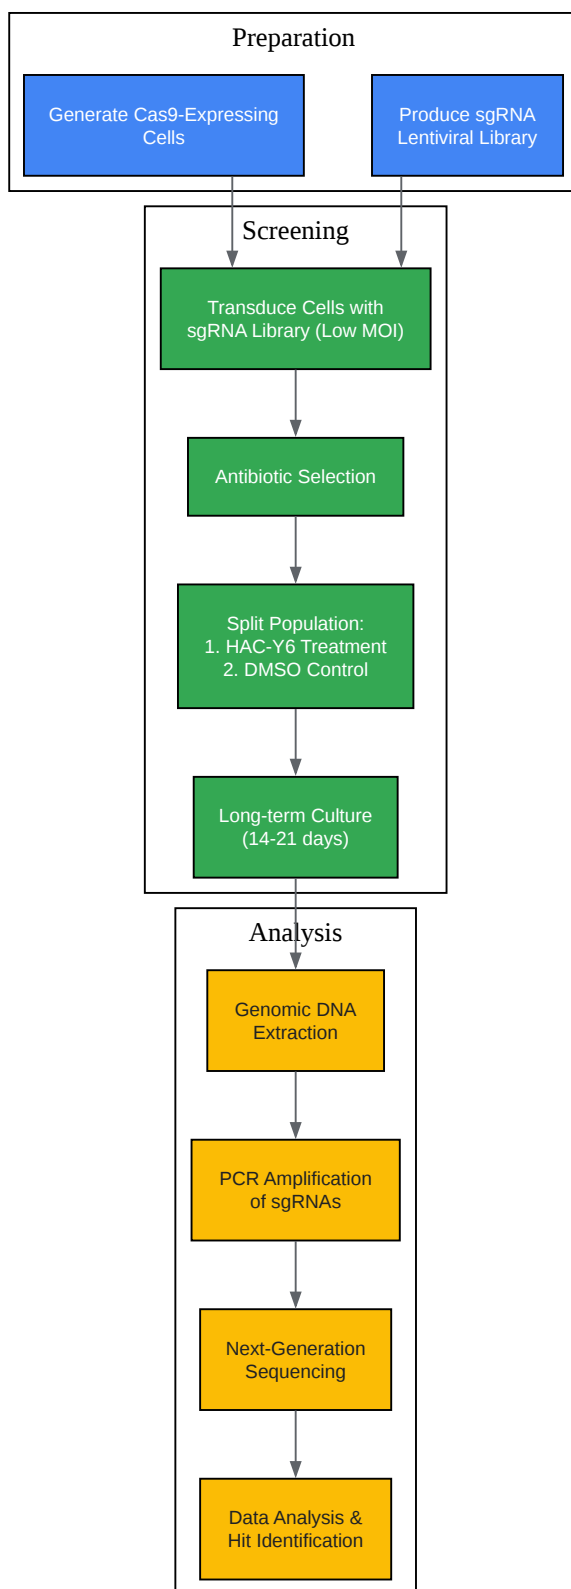 Preparation
Generate Cas9-Expressing
Cells
Produce sgRNA
Lentiviral Library
Screening
Transduce Cells with
sgRNA Library (Low MOI)
Antibiotic Selection
Split Population:
1. HAC-Y6 Treatment
2. DMSO Control
Long-term Culture
(14-21 days)
Analysis
Genomic DNA
Extraction
PCR Amplification
of sgRNAs
Next-Generation
Sequencing
Data Analysis &
Hit Identification